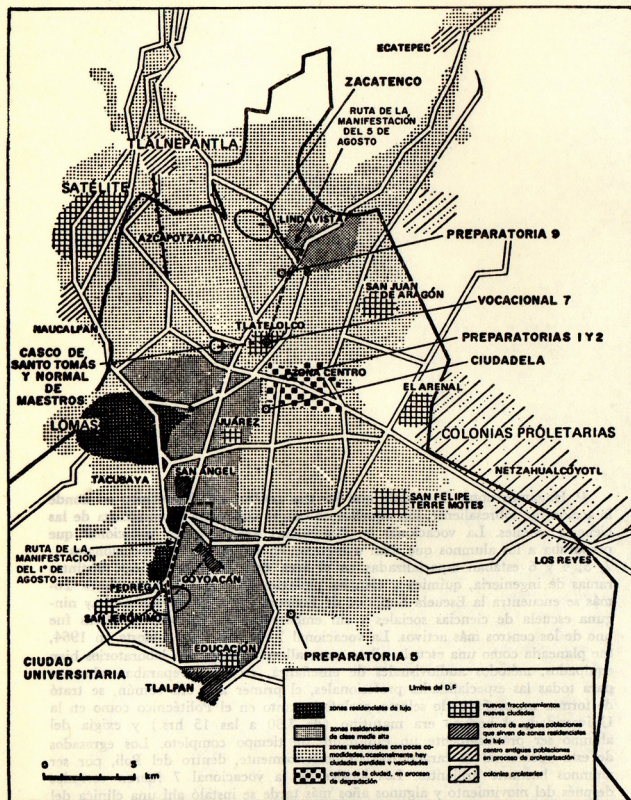 ECATEPEC
ZACATENCO
RUTA DE LA
MANIFESTACIÓN
DEL 5 DE
AGOSTO
TLALNEPANTLA
SATÉLITE
LINDAVISTA
AZCAPOTZALCO
PREPARATORIA 9
SAN JUAN
DE ARAGÓN
VOCACIONAL 7
TLATELOLCO
NAUCALPAN
PREPARATORIAS 1 Y 2
CASCO DE
SANTO TOMÁS
Y NORMAL
DE
MAESTROS
ZONA CENTRO
CIUDADELA
EL ARENAL
LOMAS
JUÁREZ
COLONIAS PROLETARIAS
TACUBAYA
SAN ANGEL
NETZAHUALCÓYOTL
SAN FELIPE
TERREMOTES
RUTA DE LA
MANIFESTACIÓN
DEL 1º DE
AGOSTO
LOS REYES
PEDREGAL
COYOACÁN
SAN JERÓNIMO
CIUDAD
UNIVERSITARIA
EDUCACIÓN
PREPARATORIA 5
TLALPAN
Límites del D.F
zonas residenciales de lujo
zonas residenciales
de clase media alta
zonas residenciales con pocas co-
modidades, ocasionalmente hay
ciudades perdidas y vecindarias
centro de la ciudad, en proceso
de degradación
nuevos fraccionamientos
nuevas ciudades
centros de antiguas poblaciones
que sirven de zonas residenciales
de lujo
centro antiguas poblaciones
en proceso de proletarización
colonias proletarias
0 5
km